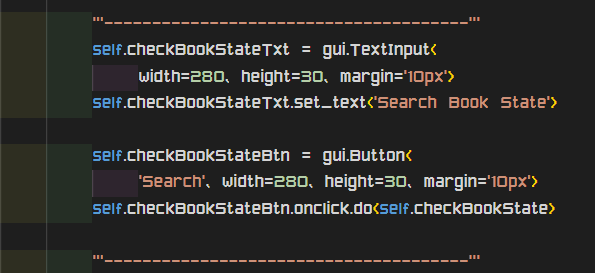 '''--------------------------------------'''
self.checkBookStateTxt = gui.TextInput(
width=280, height=30, margin='10px')
self.checkBookStateTxt.set_text('Search Book State')
self.checkBookStateBtn = gui.Button(
'Search', width=280, height=30, margin='10px')
self.checkBookStateBtn.onclick.do(self.checkBookState)
'''--------------------------------------'''